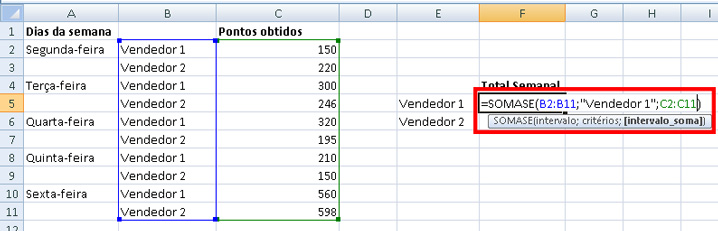 A B C D E F G H I
1 Dias da semana Pontos obtidos
2 Segunda-feira Vendedor 1 150
3 Vendedor 2 220
4 Terça-feira Vendedor 1 300 Total Semanal
5 Vendedor 2 246 Vendedor 1 =SOMASE(B2:B11;"Vendedor 1";C2:C11)
6 Quarta-feira Vendedor 1 320 Vendedor 2 SOMASE(intervalo; critérios; [intervalo_soma])
7 Vendedor 2 195
8 Quinta-feira Vendedor 1 210
9 Vendedor 2 150
10 Sexta-feira Vendedor 1 560
11 Vendedor 2 598
12